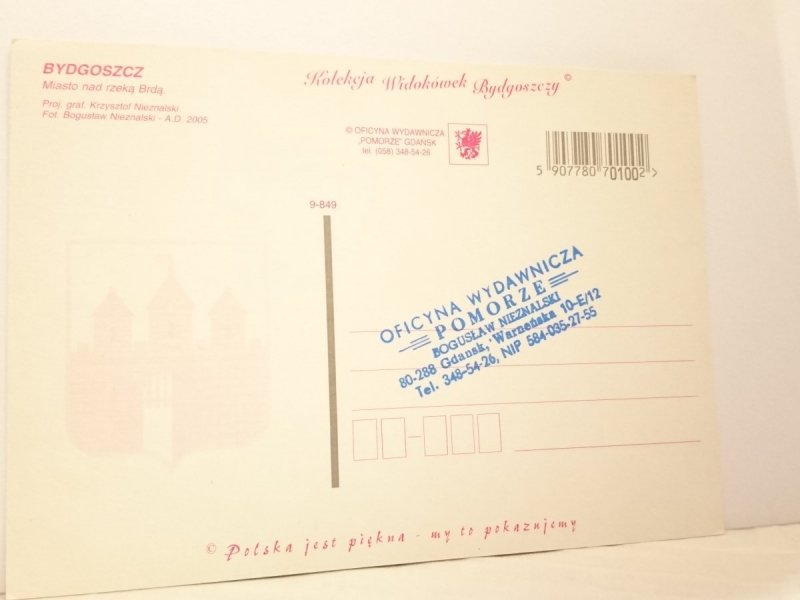 BYDGOSZCZ
Miasto nad rzeką Brdą.
Proj. graf. Krzysztof Nieznalski
Fot. Bogusław Nieznalski - A.D. 2005
Kolekcja Widokówek Bydgoszczy ©
© OFICYNA WYDAWNICZA
„POMORZE" GDAŃSK
tel. (058) 348-54-26
5 907780 701002 >
9-849
OFICYNA WYDAWNICZA
POMORZE
BOGUSŁAW NIEZNALSKI
80-288 Gdańsk, Warneńska 10-E/12
Tel. 348-54-26, NIP 584-035-27-55
© Polska jest piękna - my to pokazujemy